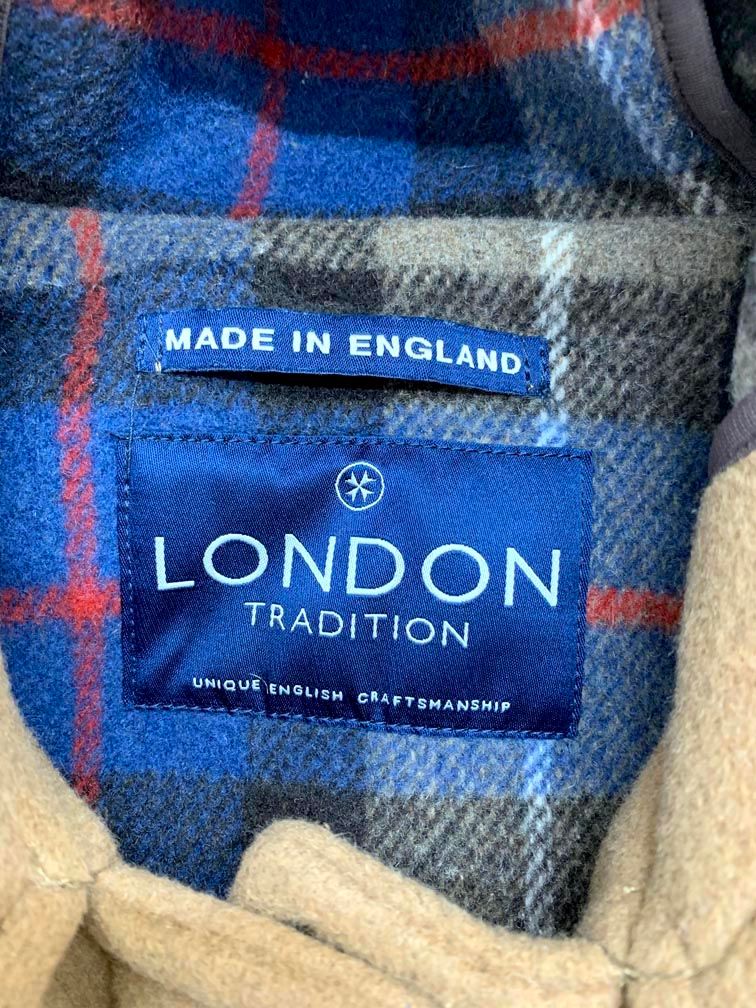 MADE IN ENGLAND
LONDON
TRADITION
UNIQUE ENGLISH CRAFTSMANSHIP